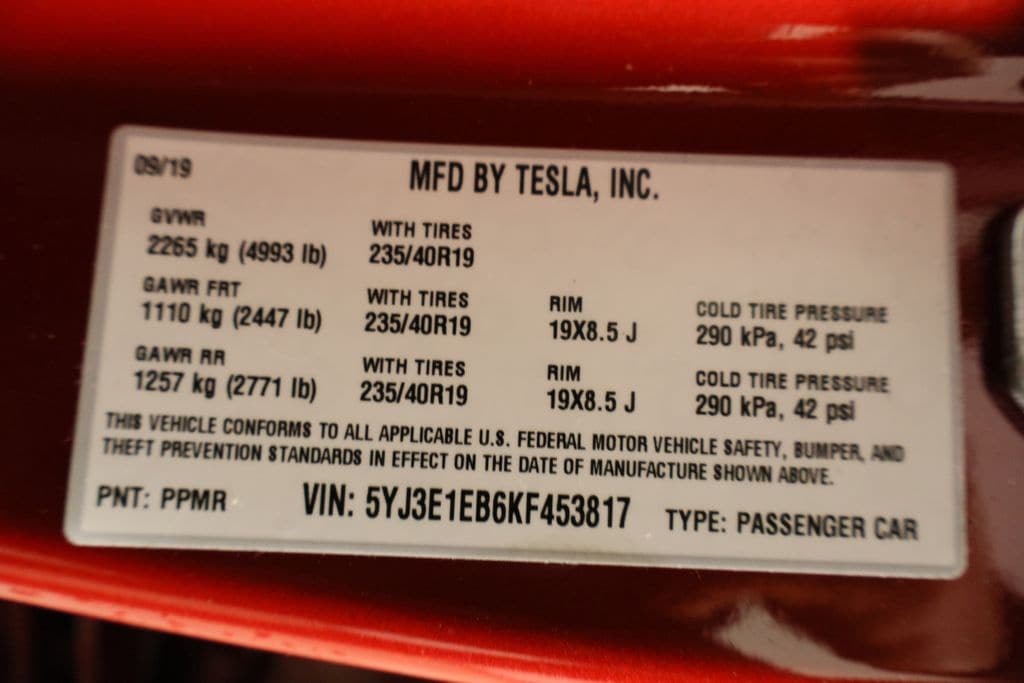 09/19
MFD BY TESLA, INC.
GVWR WITH TIRES
2265 kg (4993 lb) 235/40R19
GAWR FRT WITH TIRES RIM COLD TIRE PRESSURE
1110 kg (2447 lb) 235/40R19 19X8.5 J 290 kPa, 42 psi
GAWR RR WITH TIRES RIM COLD TIRE PRESSURE
1257 kg (2771 lb) 235/40R19 19X8.5 J 290 kPa, 42 psi
THIS VEHICLE CONFORMS TO ALL APPLICABLE U.S. FEDERAL MOTOR VEHICLE SAFETY, BUMPER, AND
THEFT PREVENTION STANDARDS IN EFFECT ON THE DATE OF MANUFACTURE SHOWN ABOVE.
PNT: PPMR VIN: 5YJ3E1EB6KF453817 TYPE: PASSENGER CAR